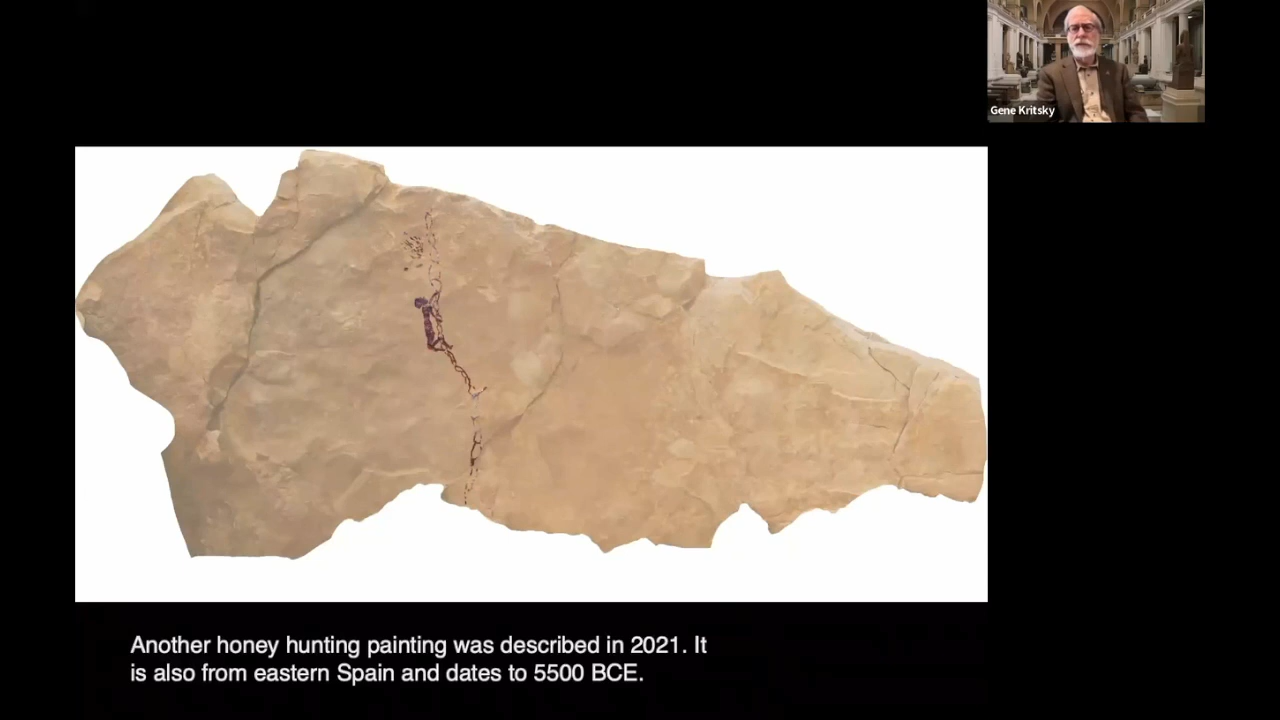 Gene Kritsky
Another honey hunting painting was described in 2021. It
is also from eastern Spain and dates to 5500 BCE.